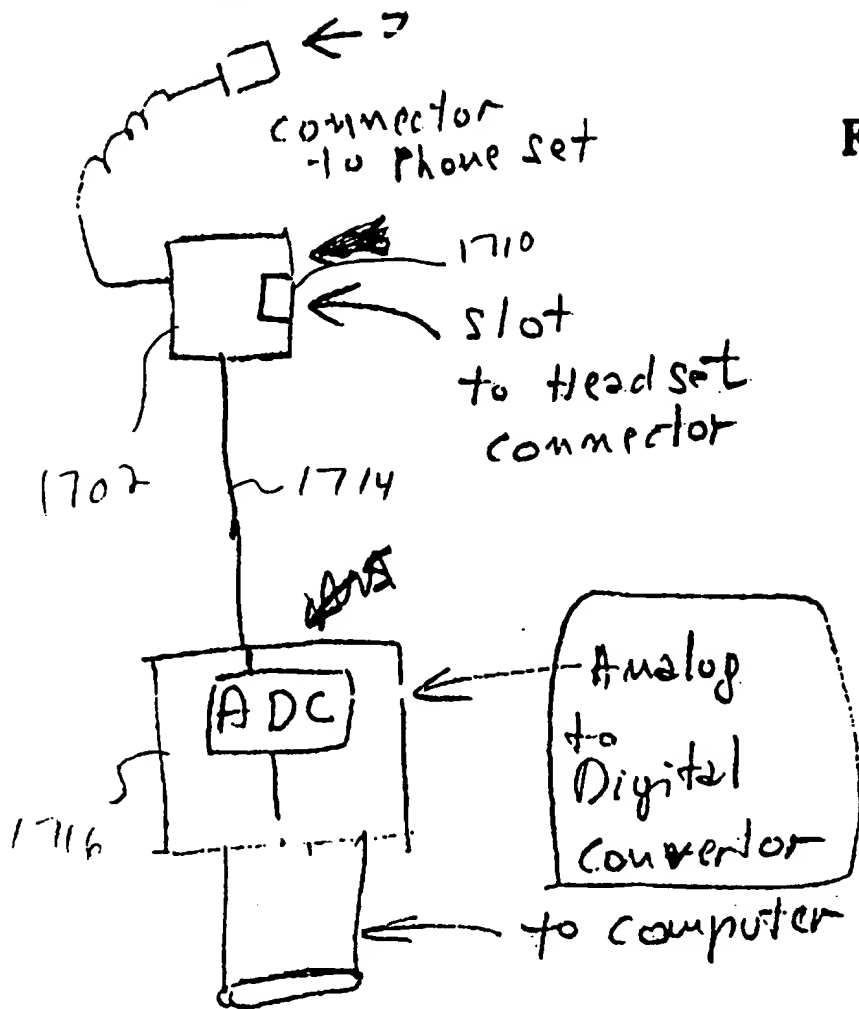 connector
to phone set
F
1710
slot
to Headset
connector
1702
1714
ADC
Analog
to
Digital
Convertor
1716
to computer